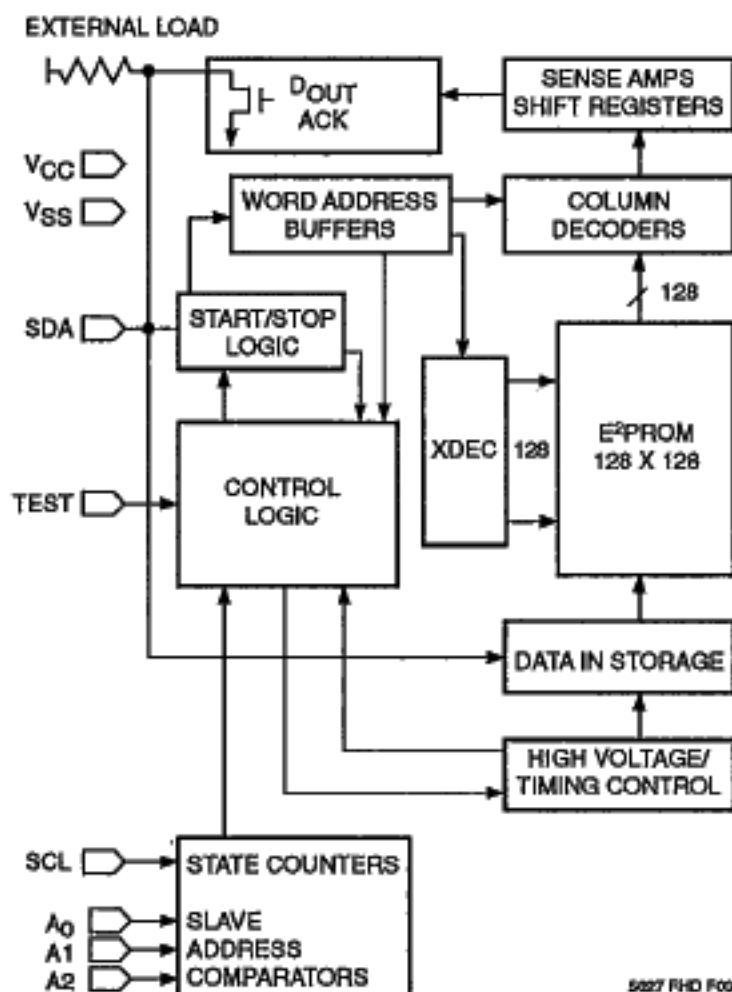 EXTERNAL LOAD
DOUT
ACK
SENSE AMPS
SHIFT REGISTERS
VCC
VSS
WORD ADDRESS
BUFFERS
COLUMN
DECODERS
128
SDA
START/STOP
LOGIC
XDEC
128
E²PROM
128 X 128
TEST
CONTROL
LOGIC
DATA IN STORAGE
HIGH VOLTAGE/
TIMING CONTROL
SCL
STATE COUNTERS
A0
SLAVE
A1
ADDRESS
A2
COMPARATORS
FHD